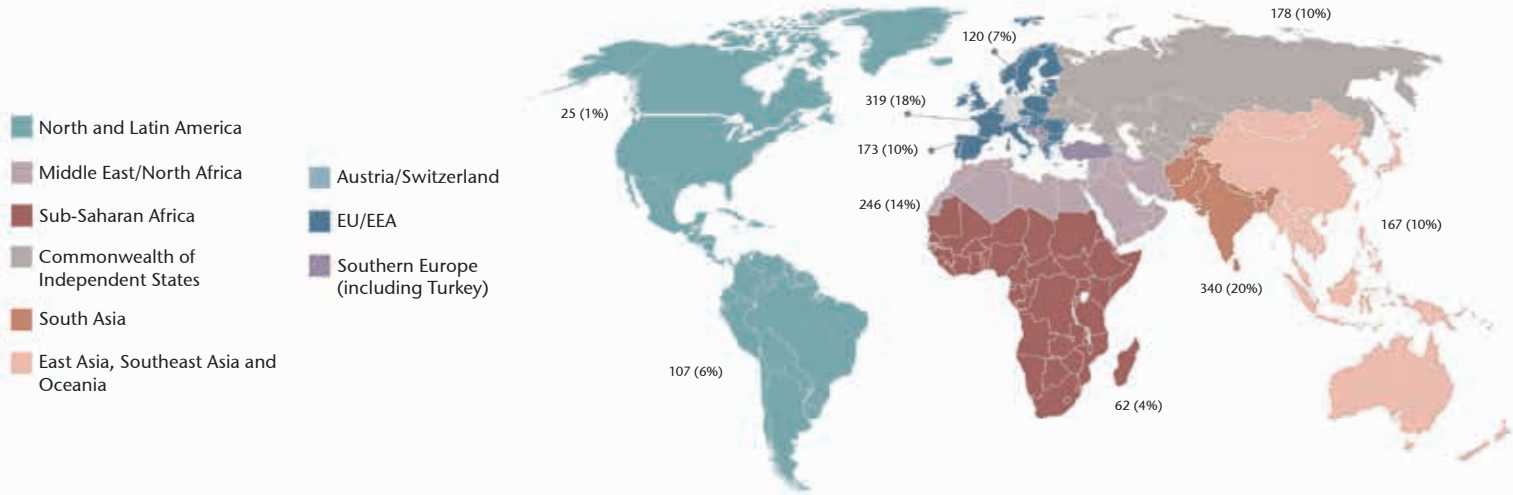 North and Latin America
Middle East/North Africa
Sub-Saharan Africa
Commonwealth of
Independent States
South Asia
East Asia, Southeast Asia and
Oceania
Austria/Switzerland
EU/EEA
Southern Europe
(including Turkey)
25 (1%)
107 (6%)
120 (7%)
319 (18%)
173 (10%)
246 (14%)
62 (4%)
178 (10%)
167 (10%)
340 (20%)